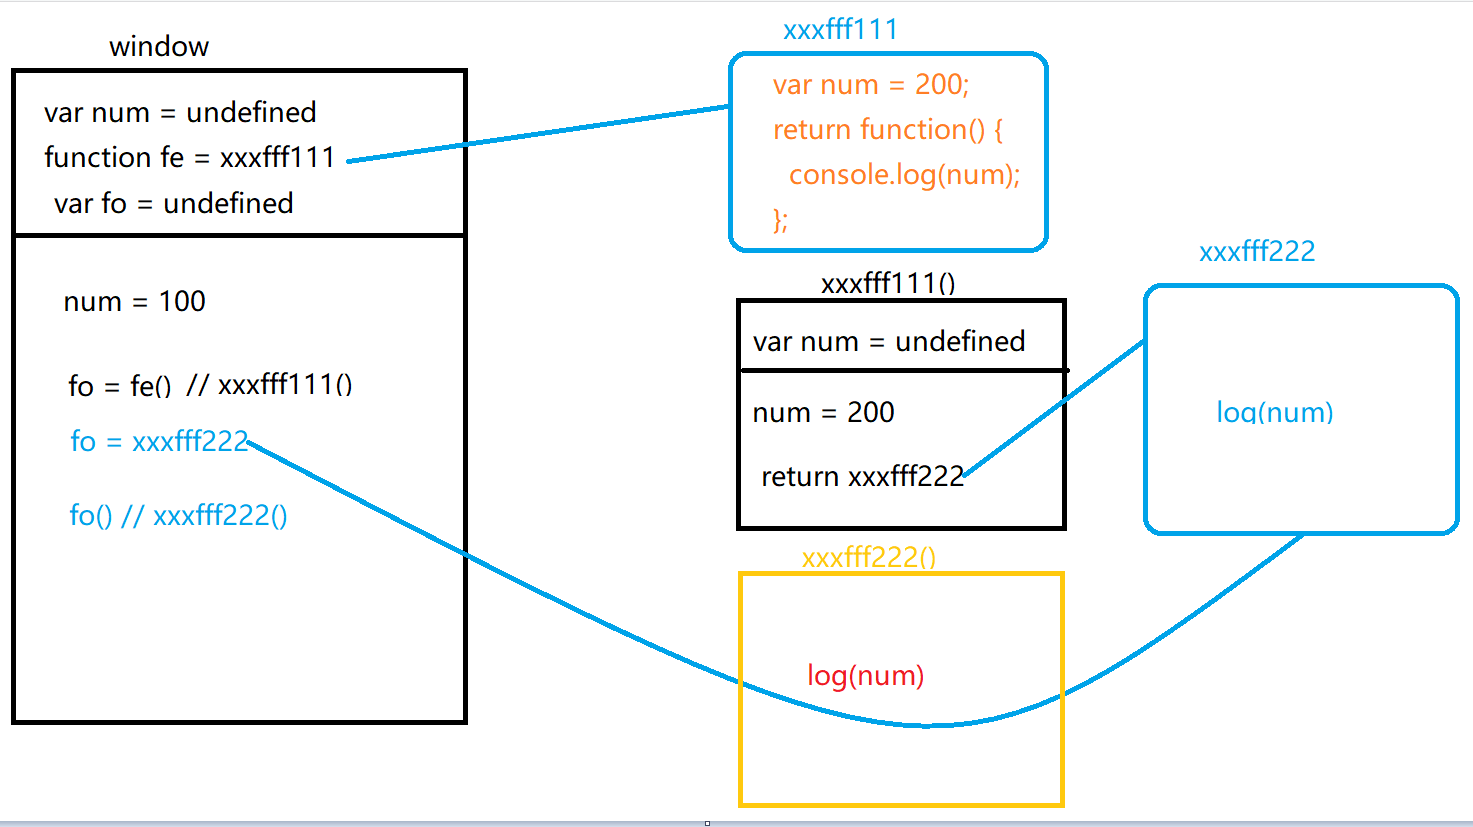 window
var num = undefined
function fe = xxxfff111
var fo = undefined
num = 100
fo = fe() // xxxfff111()
fo = xxxfff222
fo() // xxxfff222()
xxxfff111
var num = 200;
return function() {
console.log(num);
};
xxxfff111()
var num = undefined
num = 200
return xxxfff222
xxxfff222
log(num)
xxxfff222()
log(num)